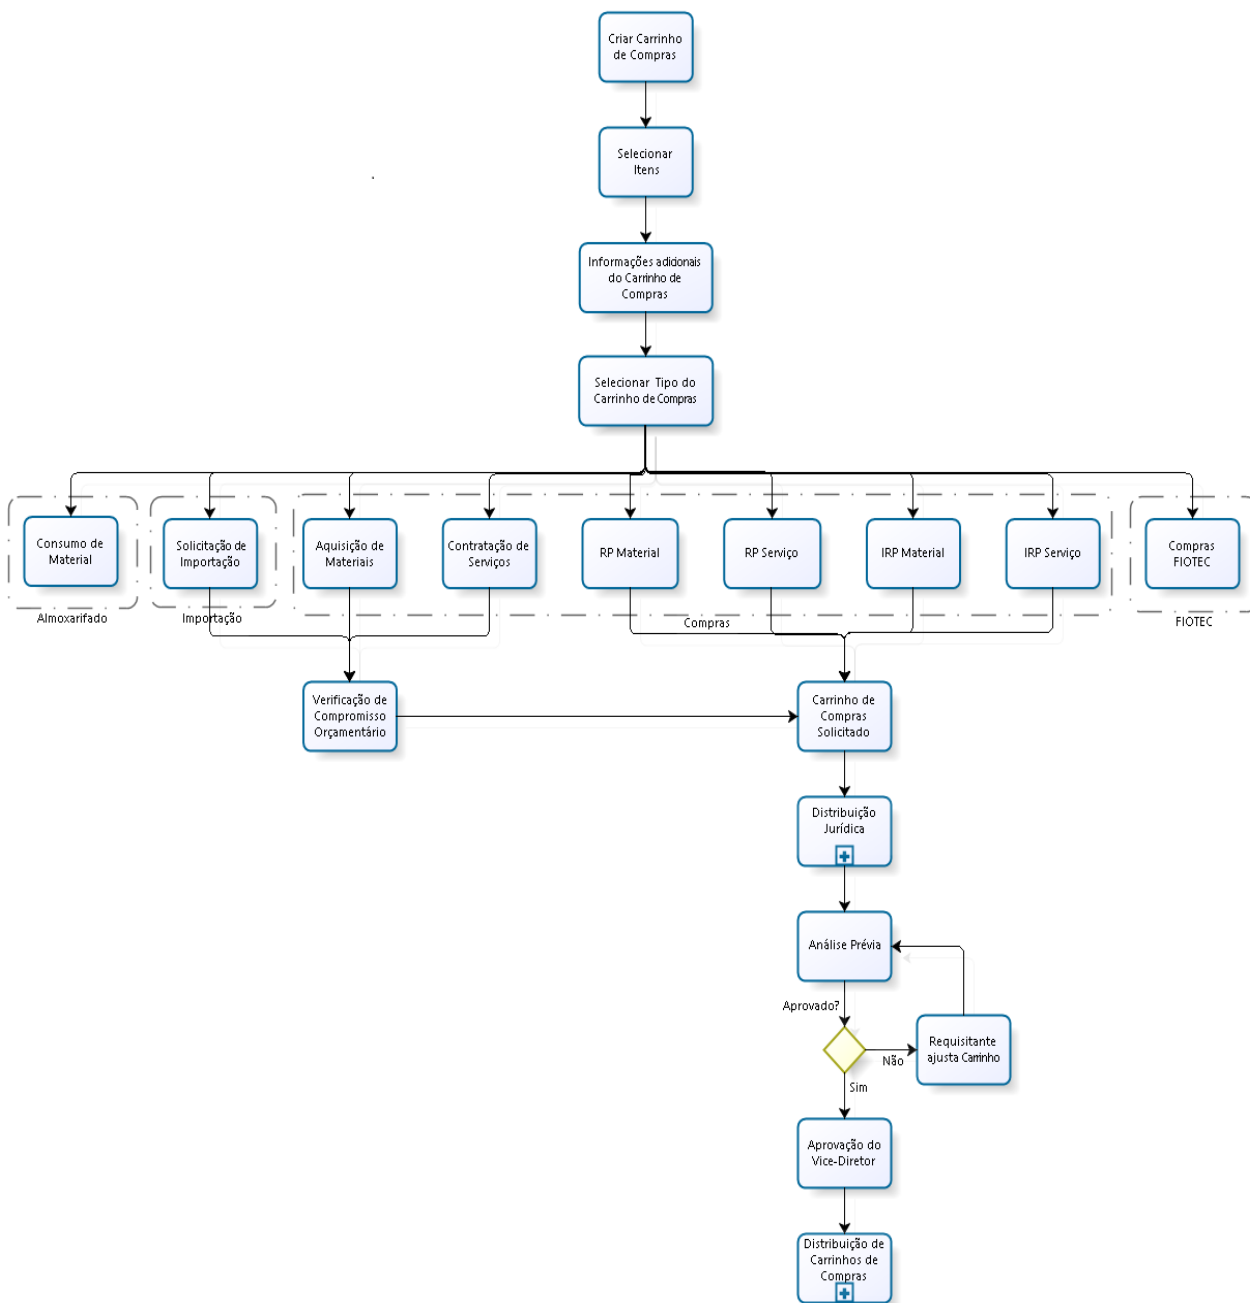 Criar Carrinho
de Compras
Selecionar
Itens
Informações adicionais
do Carrinho de
Compras
Selecionar Tipo do
Carrinho de Compras
Consumo de
Material
Solicitação de
Importação
Aquisição de
Materiais
Contratação de
Serviços
RP Material
RP Serviço
IRP Material
IRP Serviço
Compras
FIOTEC
Almoxarifado
Importação
Compras
FIOTEC
Verificação de
Compromisso
Orçamentário
Carrinho de
Compras
Solicitado
Distribuição
Jurídica
Análise Prévia
Aprovado?
Não
Requisitante
ajusta Carrinho
Sim
Aprovação do
Vice-Diretor
Distribuição de
Carrinhos de
Compras